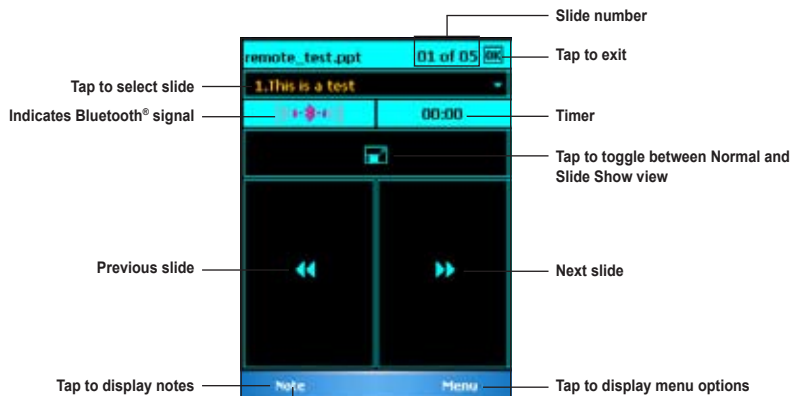 Slide number
remote_test.ppt 01 of 05 OK
Tap to exit
Tap to select slide
1.This is a test
Indicates Bluetooth® signal
00:00
Timer
Tap to toggle between Normal and
Slide Show view
Previous slide
Next slide
Tap to display notes
Note
Menu
Tap to display menu options